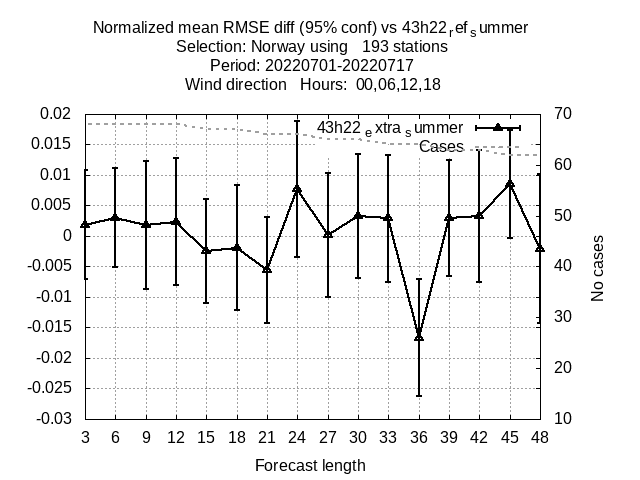 Normalized mean RMSE diff (95% conf) vs 43h22refsummer
Selection: Norway using   193 stations
Period: 20220701-20220717
Wind direction   Hours:  00,06,12,18
0.02
0.015
0.01
0.005
0
-0.005
-0.01
-0.015
-0.02
-0.025
-0.03
43h22extrasummer
Cases
70
60
50
40
30
20
10
No cases
3 6 9 12 15 18 21 24 27 30 33 36 39 42 45 48
Forecast length